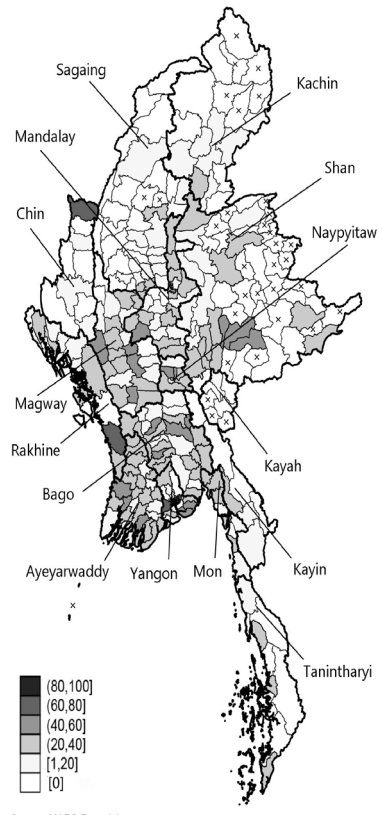 Sagaing
Kachin
Mandalay
Shan
Chin
Naypyitaw
Magway
Rakhine
Kayah
Bago
Ayeyarwaddy
Yangon
Mon
Kayin
Tanintharyi
(80,100]
(60,80]
(40,60]
(20,40]
[1,20]
[0]